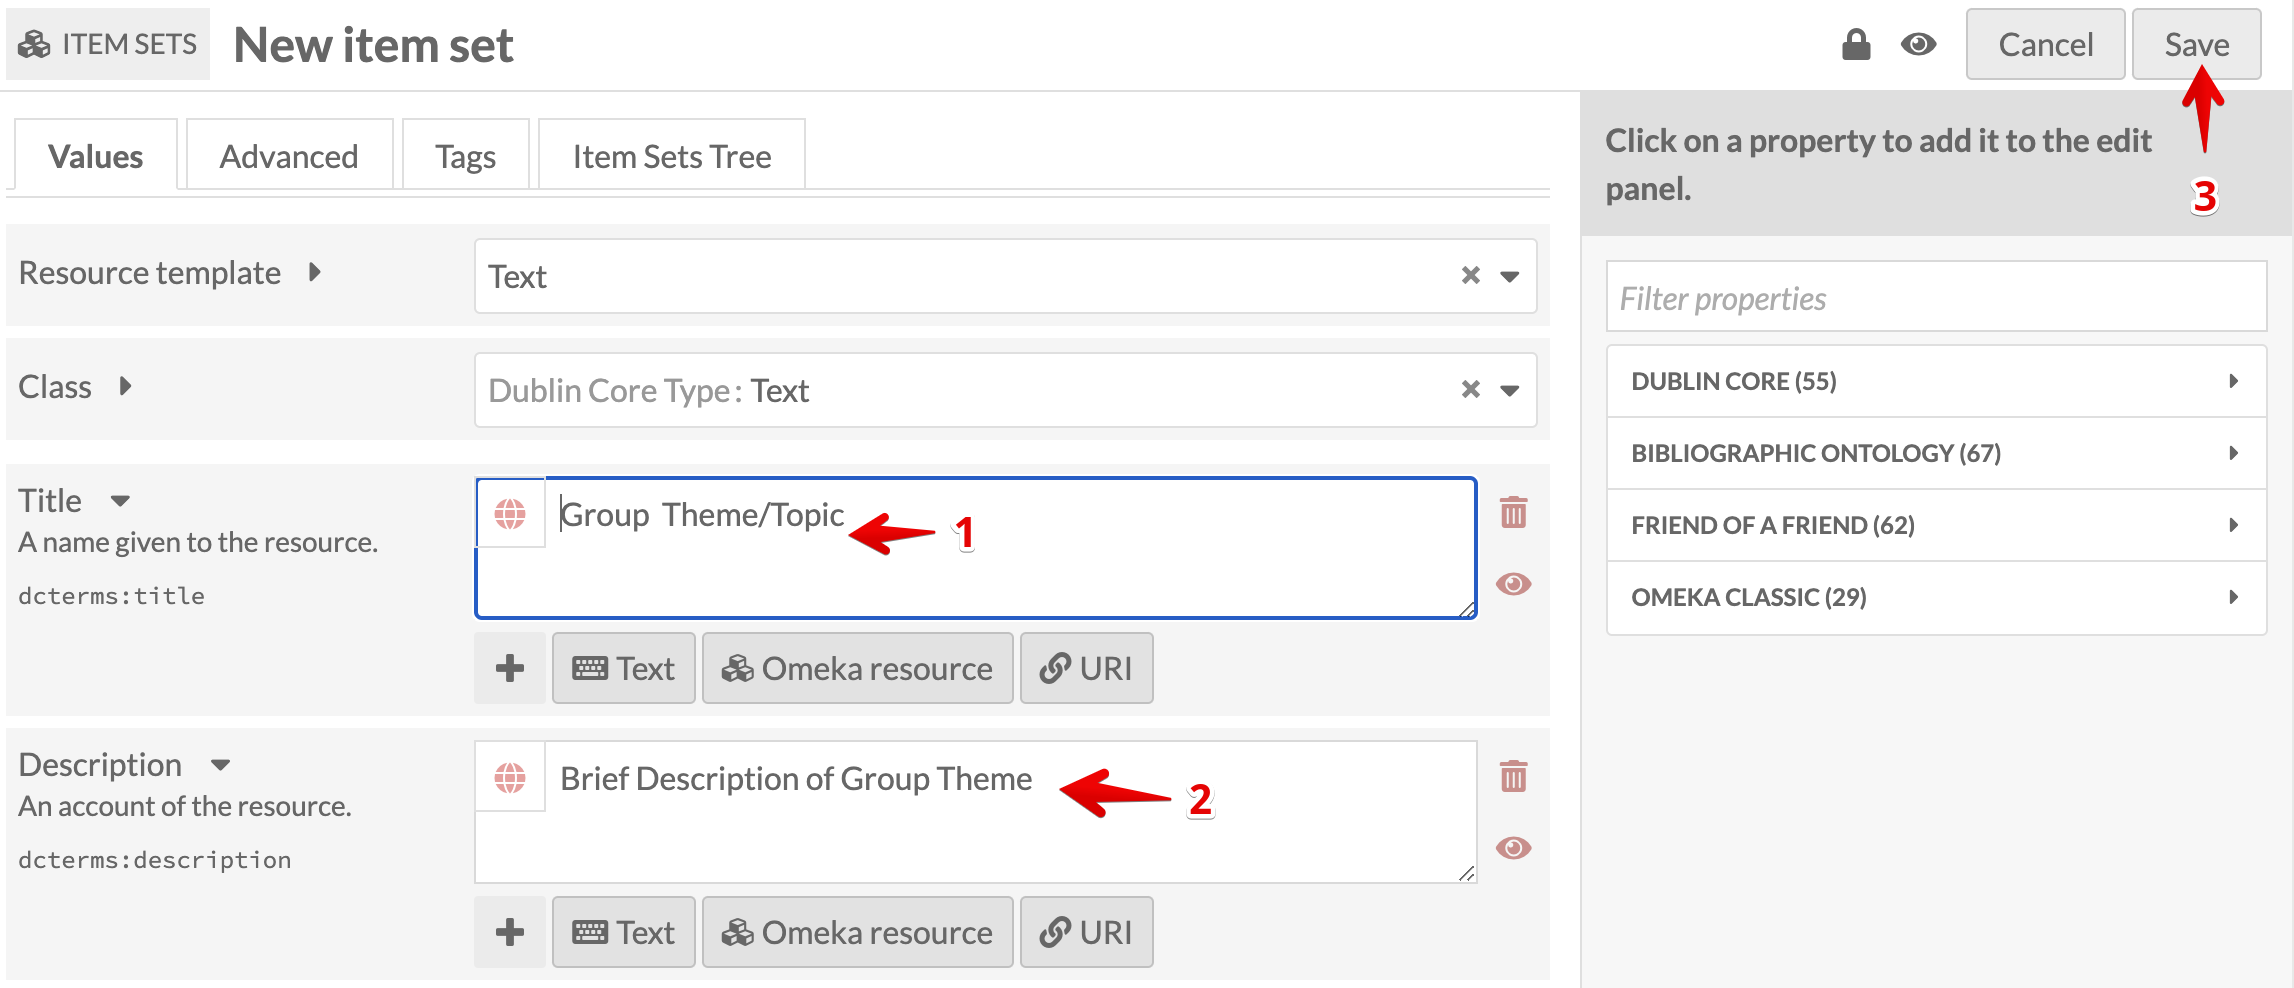 ITEM SETS New item set Cancel Save
Values Advanced Tags Item Sets Tree
Click on a property to add it to the edit
panel.
3
Resource template Text
Filter properties
Class Dublin Core Type: Text
DUBLIN CORE (55)
BIBLIOGRAPHIC ONTOLOGY (67)
FRIEND OF A FRIEND (62)
OMEKA CLASSIC (29)
Title
A name given to the resource.
dcterms:title
Group Theme/Topic 1
Text Omeka resource URI
Description
An account of the resource.
dcterms:description
Brief Description of Group Theme 2
Text Omeka resource URI